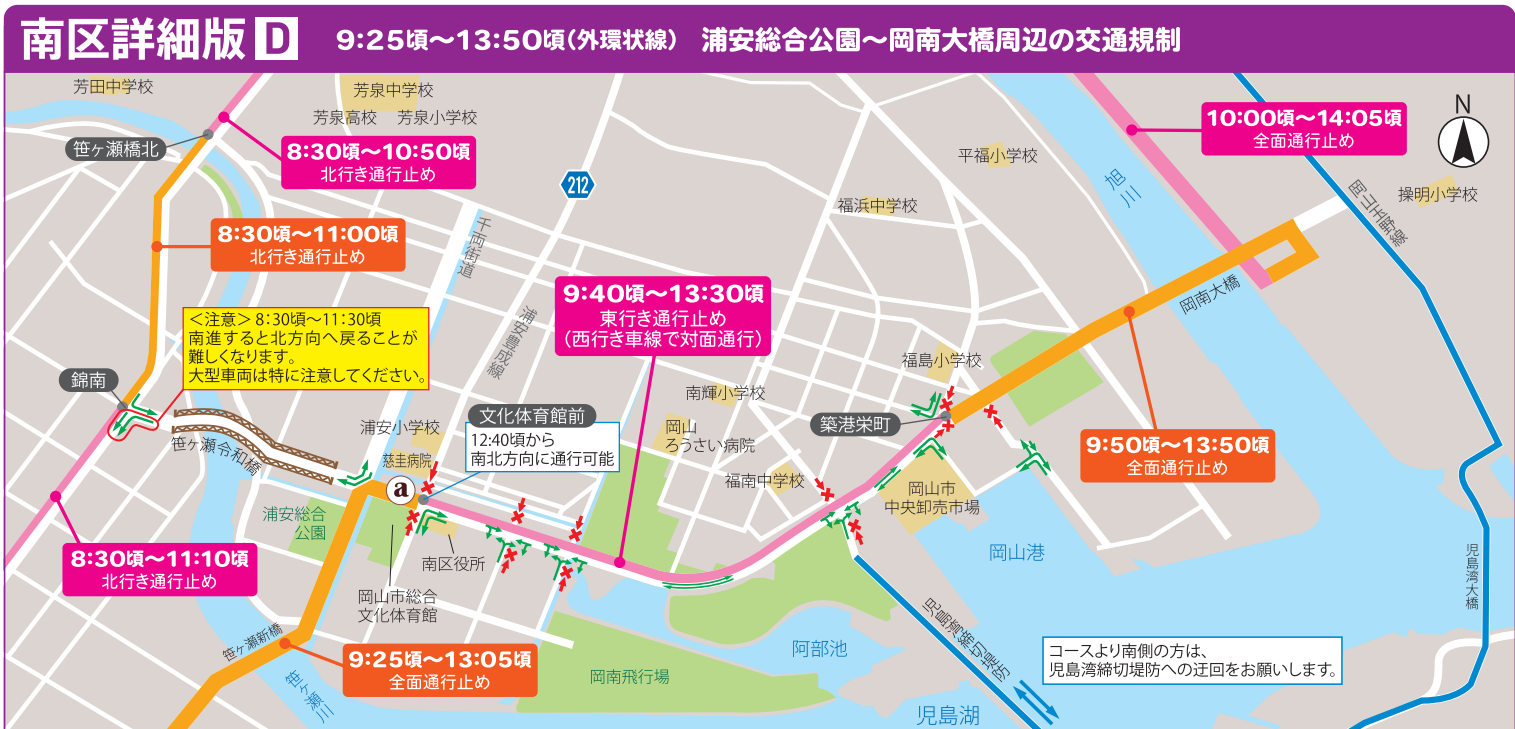 南区詳細版 D
9:25頃〜13:50頃(外環状線) 浦安総合公園〜岡南大橋周辺の交通規制
芳田中学校
芳泉中学校
芳泉高校 芳泉小学校
笹ヶ瀬橋北
8:30頃〜10:50頃
北行き通行止め
212
平福小学校
10:00頃〜14:05頃
全面通行止め
N
旭川
岡山玉野線
操明小学校
福浜中学校
8:30頃〜11:00頃
北行き通行止め
千両街道
浦安豊成線
9:40頃〜13:30頃
東行き通行止め
(西行き車線で対面通行)
岡南大橋
<注意> 8:30頃〜11:30頃
南進すると北方向へ戻ることが
難しくなります。
大型車両は特に注意してください。
錦南
福島小学校
南輝小学校
文化体育館前
12:40頃から
南北方向に通行可能
築港栄町
浦安小学校
慈圭病院
岡山
ろうさい病院
笹ヶ瀬令和橋
9:50頃〜13:50頃
全面通行止め
福南中学校
a
岡山市
中央卸売市場
浦安総合
公園
8:30頃〜11:10頃
北行き通行止め
南区役所
岡山港
児島湾大橋
岡山市総合
文化体育館
笹ヶ瀬新橋
9:25頃〜13:05頃
全面通行止め
笹ヶ瀬川
岡南飛行場
阿部池
児島湾締切堤防
児島湖
コースより南側の方は、
児島湾締切堤防への迂回をお願いします。